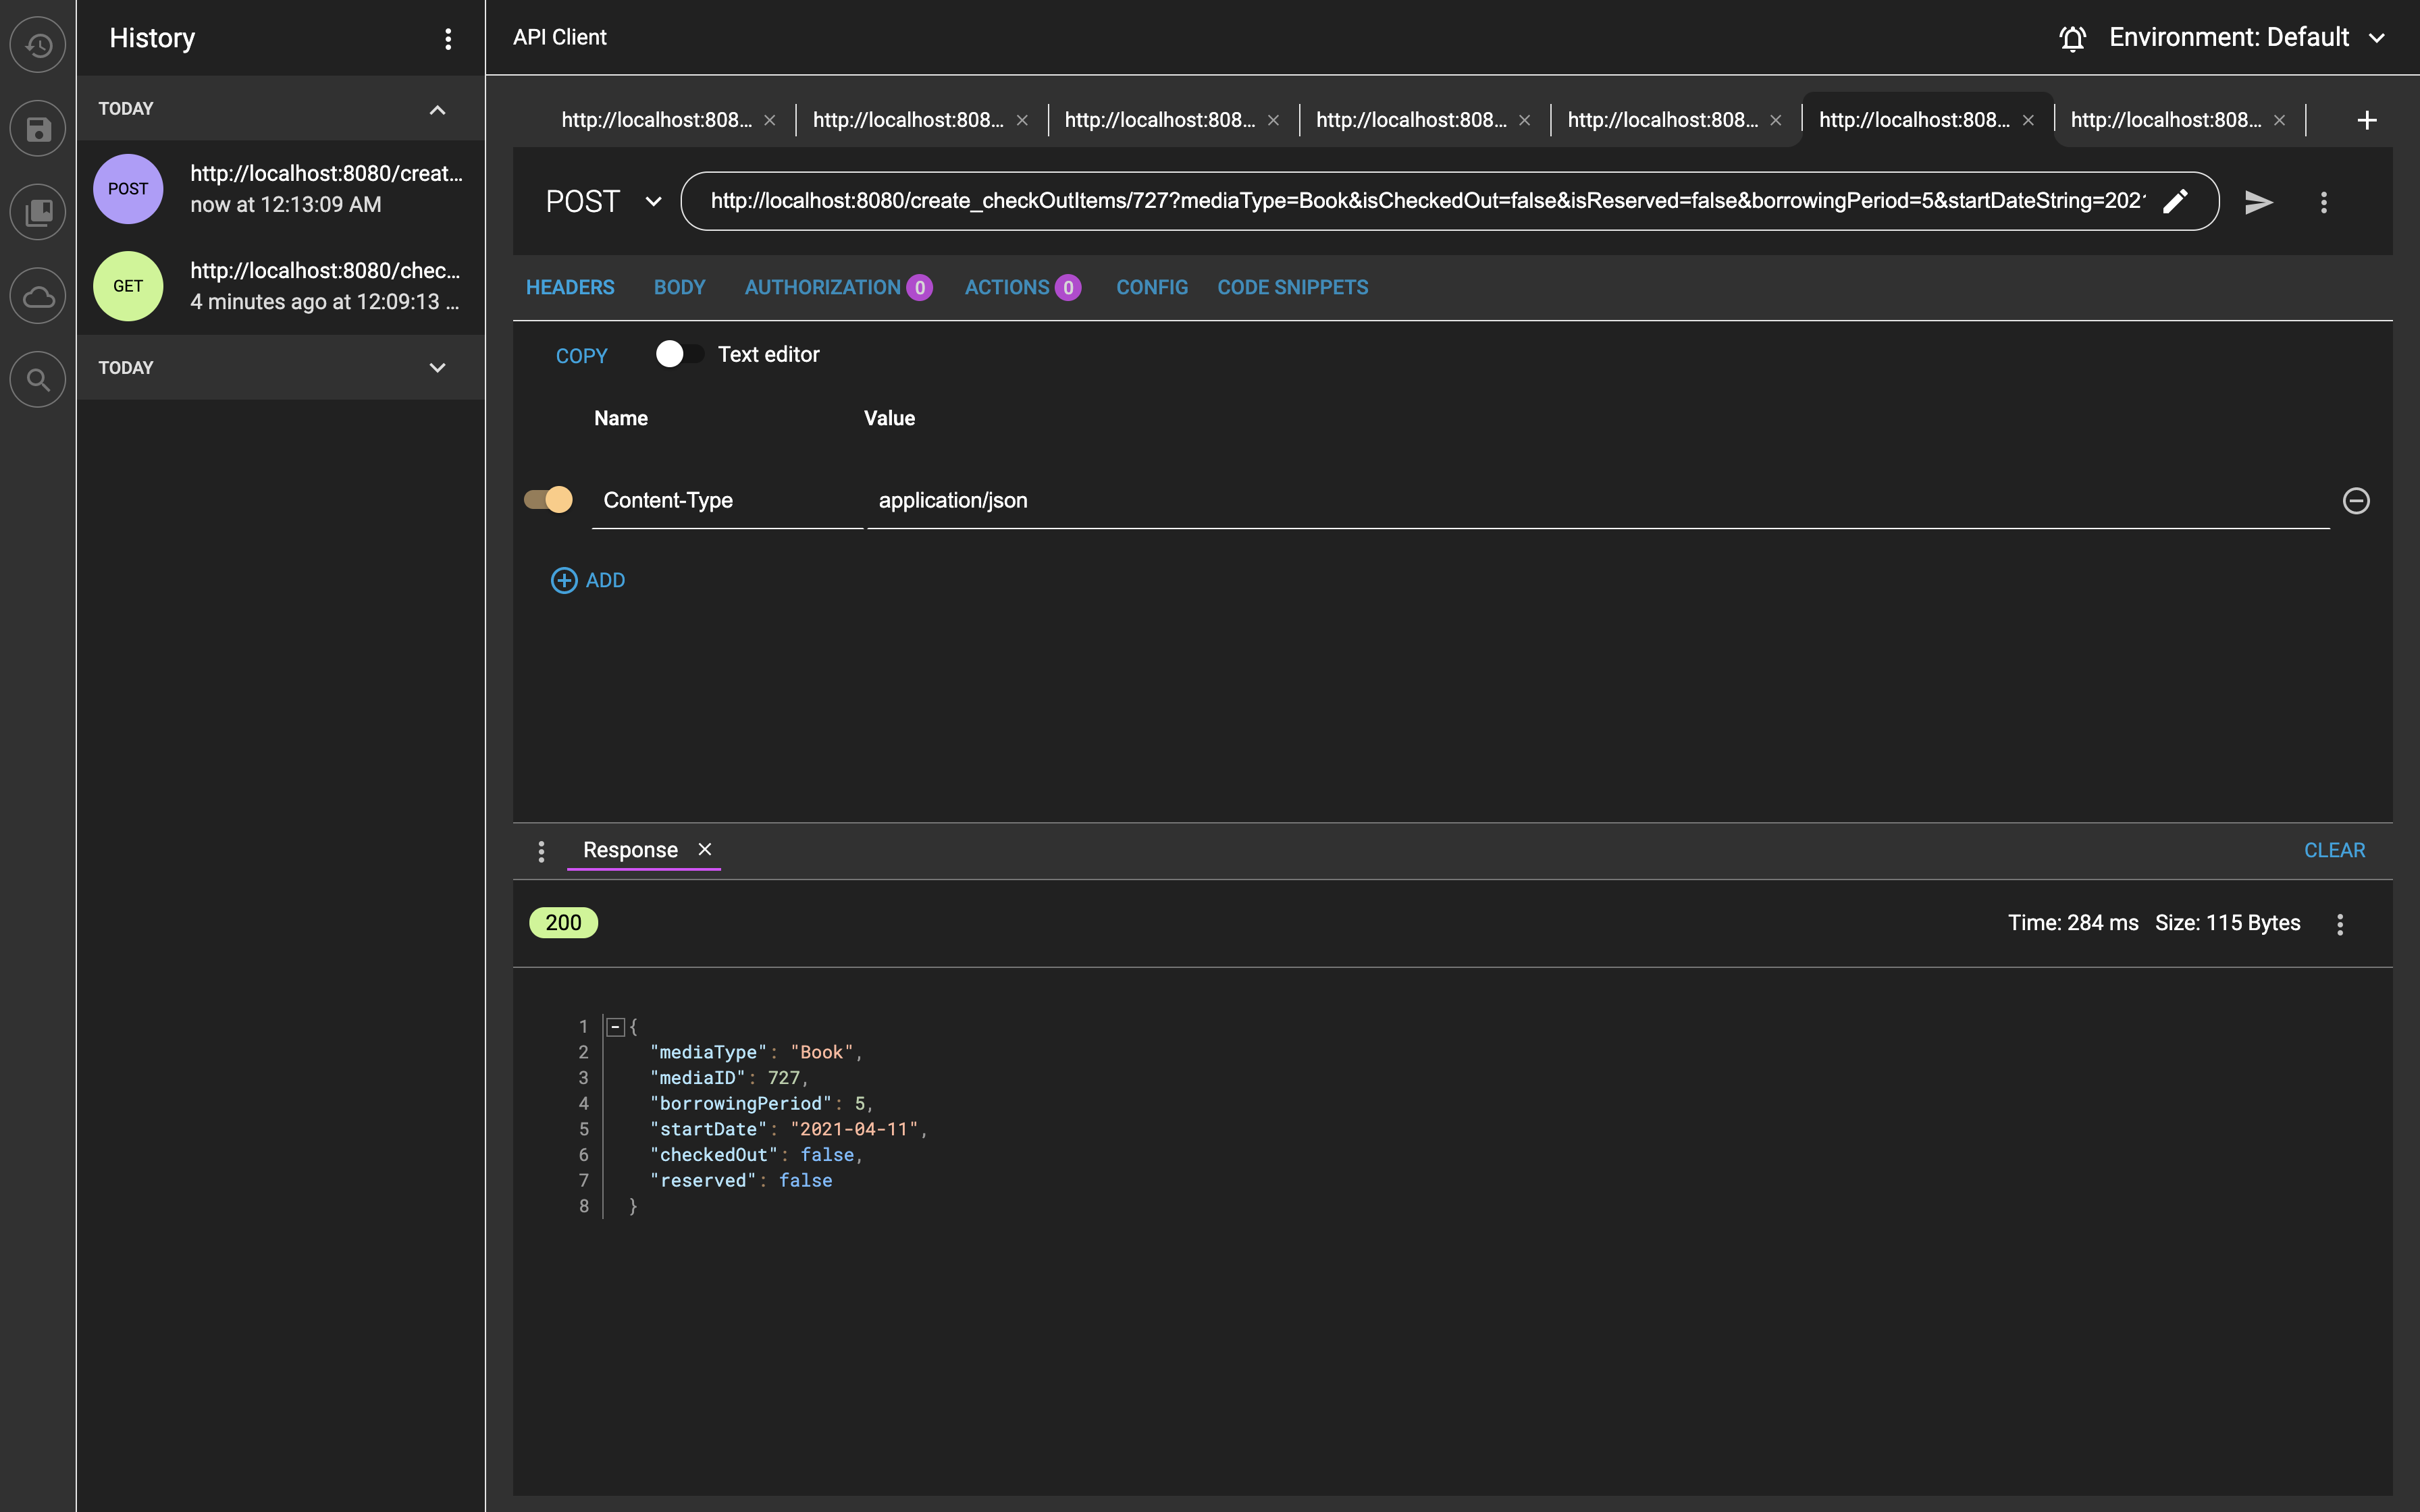 History
API Client
Environment: Default
TODAY
POST
http://localhost:8080/creat...
now at 12:13:09 AM
GET
http://localhost:8080/chec...
4 minutes ago at 12:09:13 ...
TODAY
http://localhost:808...
http://localhost:808...
http://localhost:808...
http://localhost:808...
http://localhost:808...
http://localhost:808...
http://localhost:808...
POST
http://localhost:8080/create_checkOutItems/727?mediaType=Book&isCheckedOut=false&isReserved=false&borrowingPeriod=5&startDateString=202
HEADERS
BODY
AUTHORIZATION 0
ACTIONS 0
CONFIG
CODE SNIPPETS
COPY
Text editor
Name
Value
Content-Type
application/json
ADD
Response
CLEAR
200
Time: 284 ms
Size: 115 Bytes
1 {
2 "mediaType": "Book",
3 "mediaID": 727,
4 "borrowingPeriod": 5,
5 "startDate": "2021-04-11",
6 "checkedOut": false,
7 "reserved": false
8 }